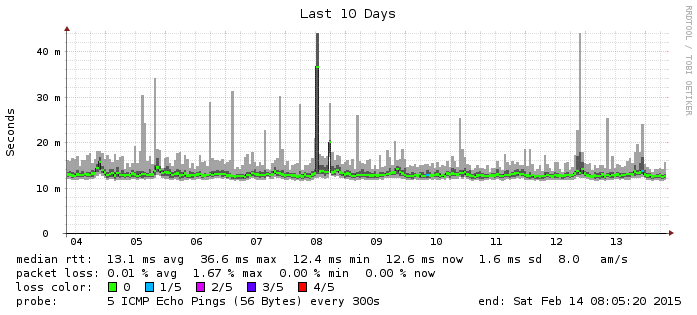 Last 10 Days
RRDTOOL / TOBI OETIKER
Seconds
40 m
30 m
20 m
10 m
0
04 05 06 07 08 09 10 11 12 13
median rtt: 13.1 ms avg 36.6 ms max 12.4 ms min 12.6 ms now 1.6 ms sd 8.0 am/s
packet loss: 0.01 % avg 1.67 % max 0.00 % min 0.00 % now
loss color: 0 1/5 2/5 3/5 4/5
probe: 5 ICMP Echo Pings (56 Bytes) every 300s end: Sat Feb 14 08:05:20 2015